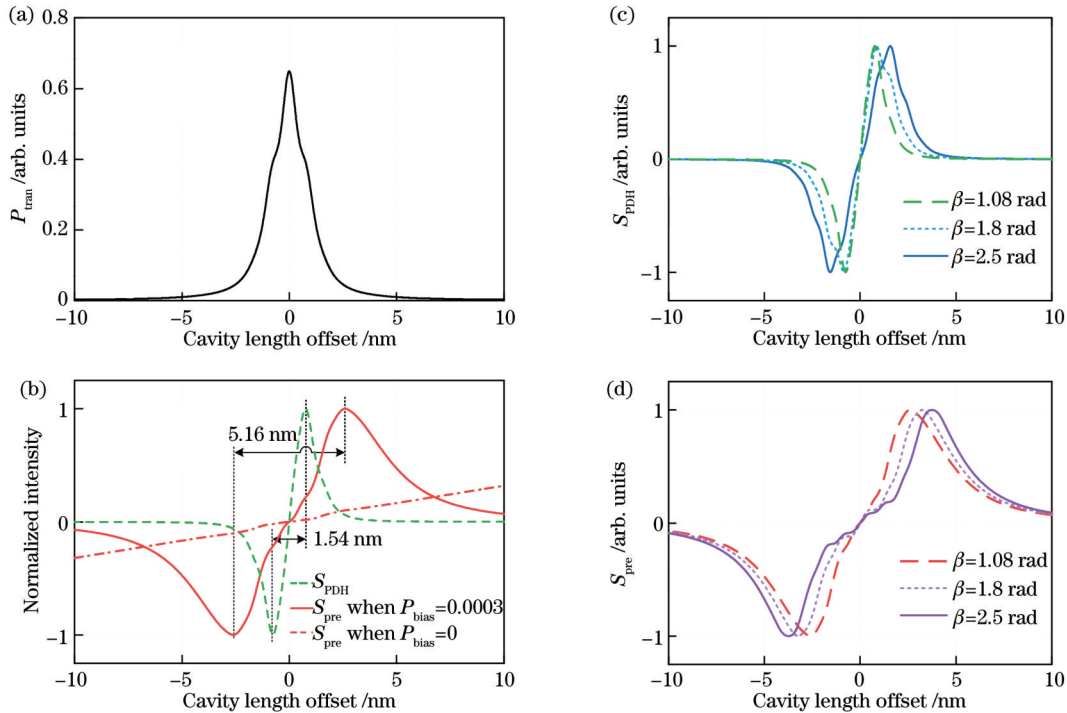 (a)
0.8
0.6
0.4
0.2
0
P_tran /arb. units
−10
−5
0
5
10
Cavity length offset /nm
(c)
1
0
−1
S_PDH /arb. units
β=1.08 rad
β=1.8 rad
β=2.5 rad
−10
−5
0
5
10
Cavity length offset /nm
(b)
1
0
−1
Normalized intensity
5.16 nm
1.54 nm
S_PDH
S_pre when P_bias=0.0003
S_pre when P_bias=0
−10
−5
0
5
10
Cavity length offset /nm
(d)
1
0
−1
S_pre /arb. units
β=1.08 rad
β=1.8 rad
β=2.5 rad
−10
−5
0
5
10
Cavity length offset /nm